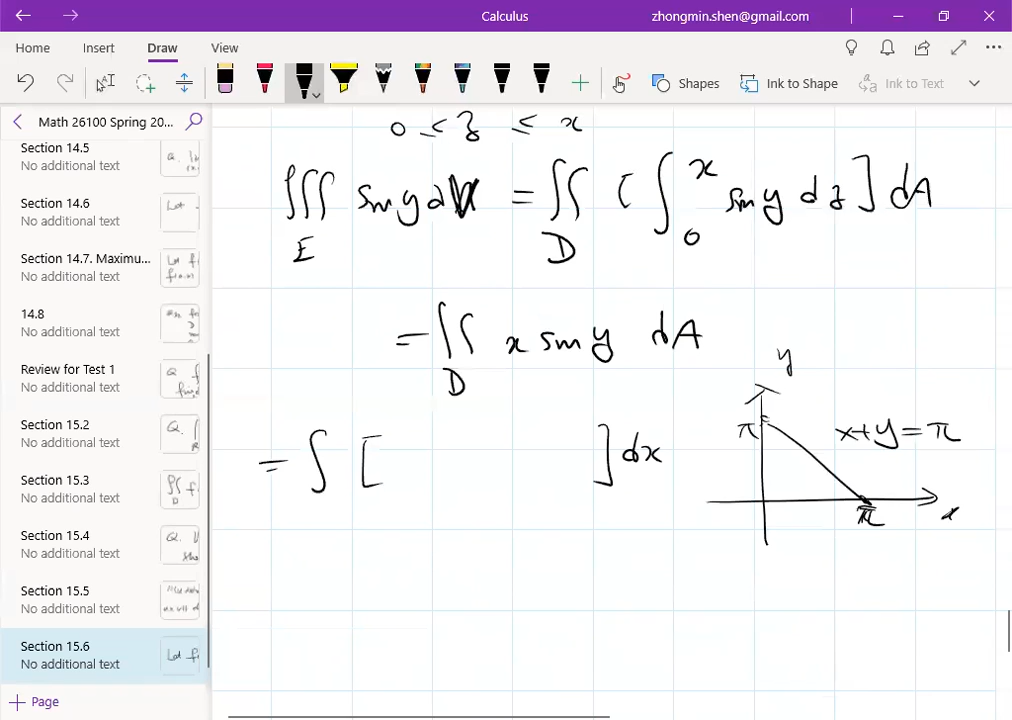 Calculus
zhongmin.shen@gmail.com
Home Insert Draw View
Shapes
Ink to Shape
Ink to Text
Math 26100 Spring 20...
Section 14.5
No additional text
Section 14.6
No additional text
Section 14.7. Maximu...
No additional text
14.8
No additional text
Review for Test 1
No additional text
Section 15.2
No additional text
Section 15.3
No additional text
Section 15.4
No additional text
Section 15.5
No additional text
Section 15.6
No additional text
+ Page
0 ≤ z ≤ x
∭_E sin y dV = ∬_D [ ∫_0^x sin y dz ] dA
= ∬_D x sin y dA
= ∫ [ ] dx
y
π
x+y=π
π
x